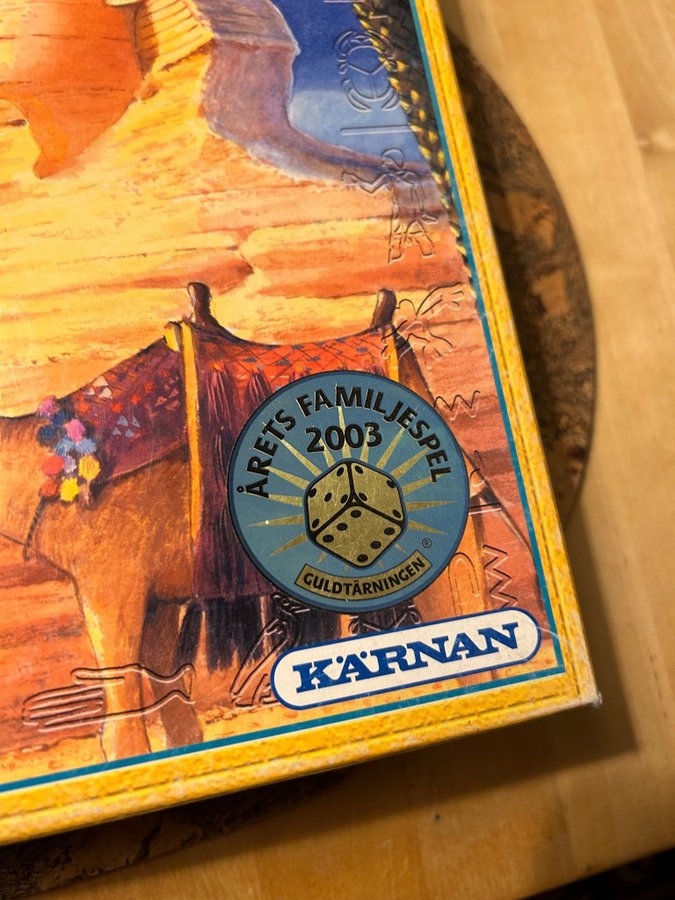 ÅRETS FAMILJESPEL
2003
GULDTÄRNINGEN ®
KÄRNAN